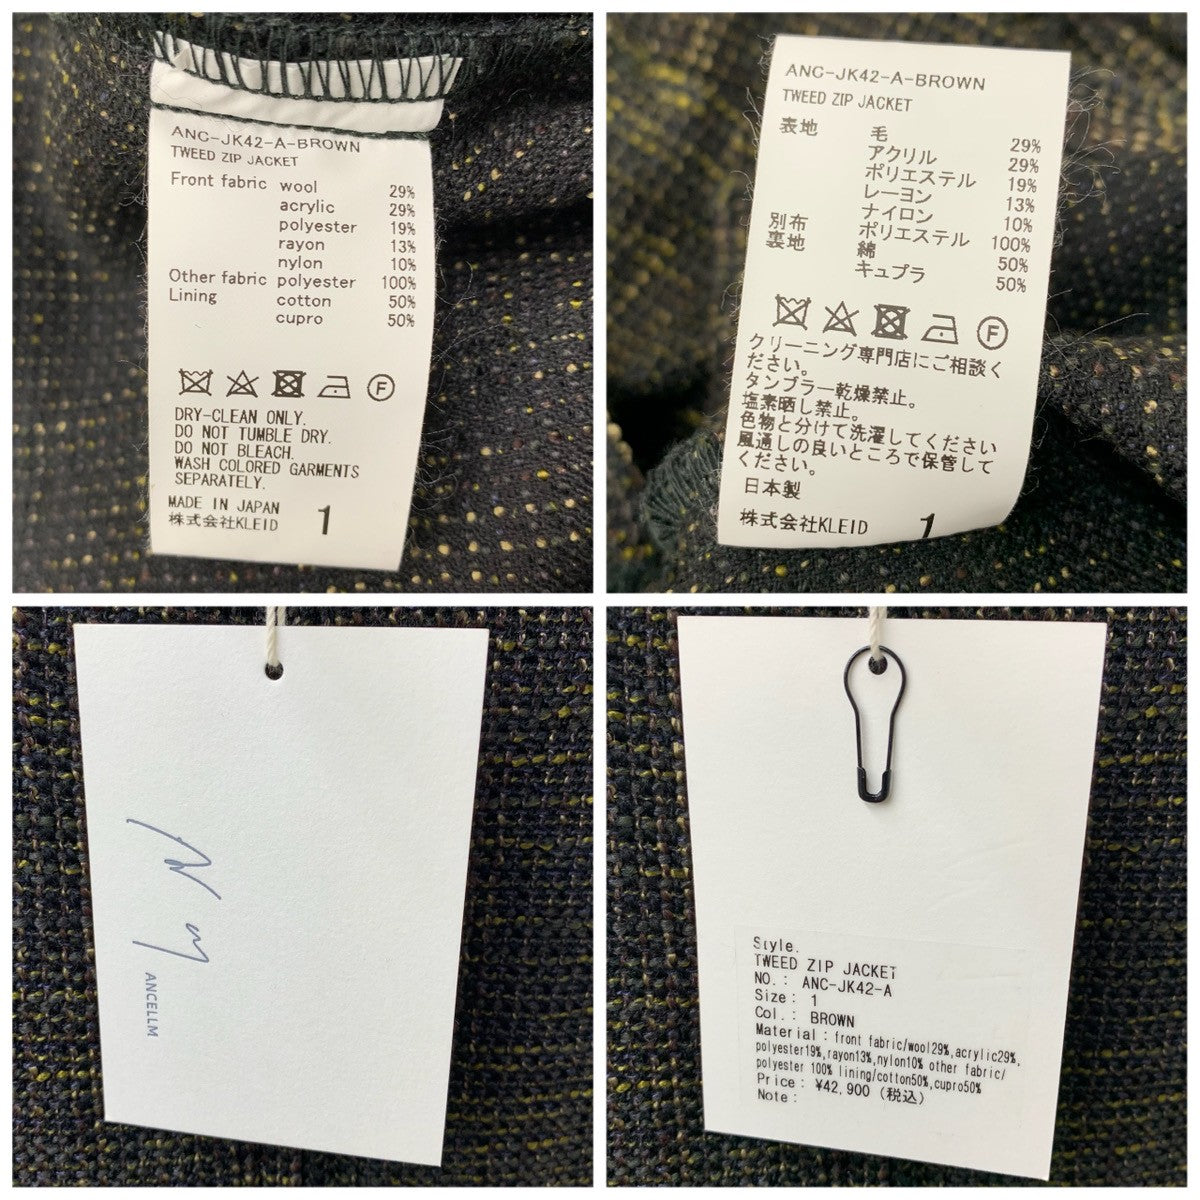 ANC-JK42-A-BROWN
TWEED ZIP JACKET
Front fabric wool 29%
acrylic 29%
polyester 19%
rayon 13%
nylon 10%
Other fabric polyester 100%
Lining cotton 50%
cupro 50%
F
DRY-CLEAN ONLY.
DO NOT TUMBLE DRY.
DO NOT BLEACH.
WASH COLORED GARMENTS
SEPARATELY.
MADE IN JAPAN
株式会社KLEID 1
ANC-JK42-A-BROWN
TWEED ZIP JACKET
表地 毛 29%
アクリル 29%
ポリエステル 19%
レーヨン 13%
ナイロン 10%
別布 ポリエステル 100%
裏地 綿 50%
キュプラ 50%
F
クリーニング専門店にご相談く
ださい。
タンブラー乾燥禁止。
塩素晒し禁止。
色物と分けて洗濯してください
風通しの良いところで保管して
ください。
日本製
株式会社KLEID 1
ANCELLM
Style.
TWEED ZIP JACKET
NO.: ANC-JK42-A
Size: 1
Col.: BROWN
Material : front fabric/wool29%,acrylic29%,
polyester19%,rayon13%,nylon10% other fabric/
polyester 100% lining/cotton50%,cupro50%
Price: ¥42,900 (税込)
Note: